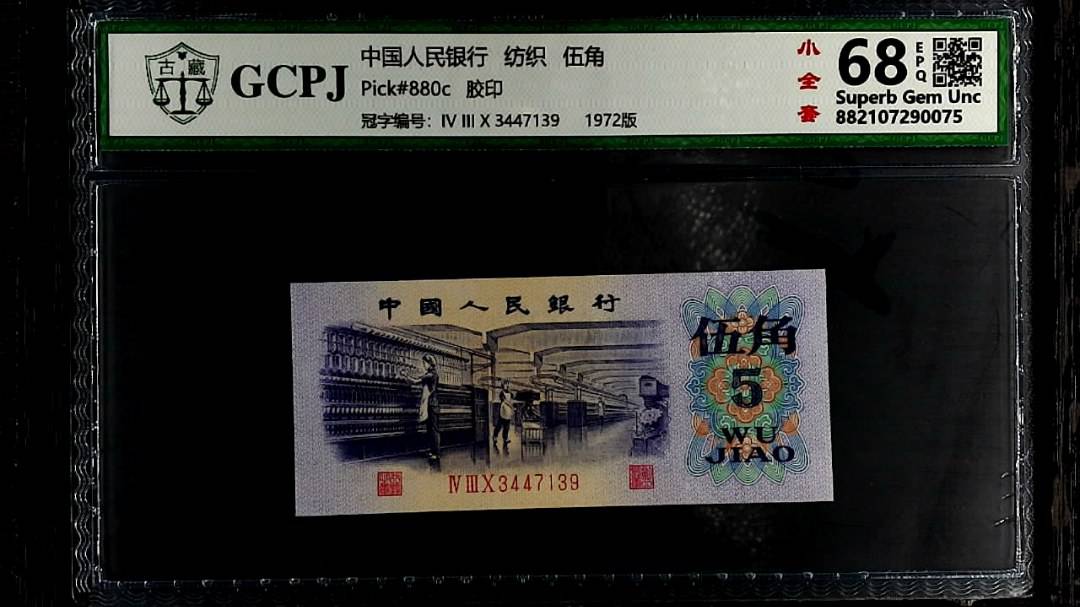 古 藏
GCPJ
中国人民银行 纺织 伍角
Pick#880c 胶印
冠字编号: IV III X 3447139 1972版
小全套
68
EPQ
Superb Gem Unc
882107290075
中國人民銀行
伍角
5
WU
JIAO
IV III X 3447139